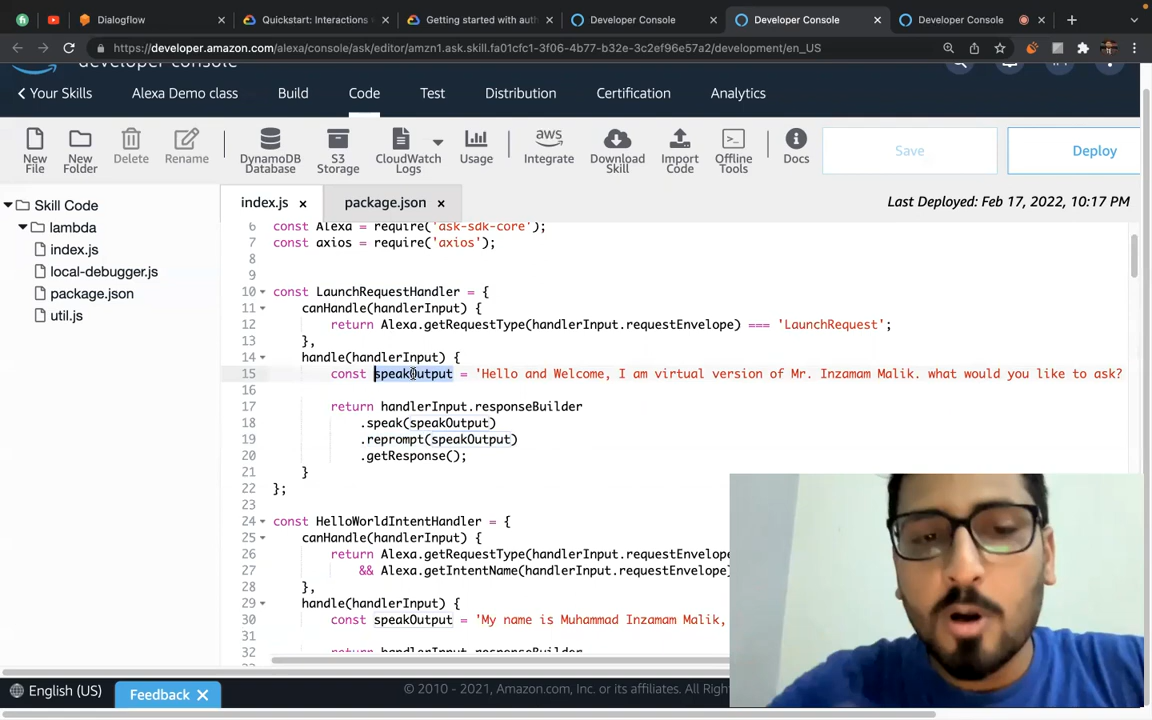 Dialogflow
Quickstart: Interactions
Getting started with aut
Developer Console
Developer Console
Developer Console
https://developer.amazon.com/alexa/console/ask/editor/amzn1.ask.skill.fa01cfc1-3f06-4b77-b32e-3c2ef96e57a2/development/en_US
developer console
Your Skills
Alexa Demo class
Build
Code
Test
Distribution
Certification
Analytics
New File
New Folder
Delete
Rename
DynamoDB Database
S3 Storage
CloudWatch Logs
Usage
aws Integrate
Download Skill
Import Code
Offline Tools
Docs
Save
Deploy
index.js
package.json
Last Deployed: Feb 17, 2022, 10:17 PM
Skill Code
lambda
index.js
local-debugger.js
package.json
util.js
6 const Alexa = require('ask-sdk-core');
7 const axios = require('axios');
8
9
10 const LaunchRequestHandler = {
11 canHandle(handlerInput) {
12 return Alexa.getRequestType(handlerInput.requestEnvelope) === 'LaunchRequest';
13 },
14 handle(handlerInput) {
15 const speakOutput = 'Hello and Welcome, I am virtual version of Mr. Inzamam Malik. what would you like to ask?
16
17 return handlerInput.responseBuilder
18 .speak(speakOutput)
19 .reprompt(speakOutput)
20 .getResponse();
21 }
22 };
23
24 const HelloWorldIntentHandler = {
25 canHandle(handlerInput) {
26 return Alexa.getRequestType(handlerInput.requestEnvelope
27 && Alexa.getIntentName(handlerInput.requestEnvelope)
28 },
29 handle(handlerInput) {
30 const speakOutput = 'My name is Muhammad Inzamam Malik,
31
32 return handlerInput.responseBuilder
English (US)
Feedback
© 2010 - 2021, Amazon.com, Inc. or its affiliates. All Righ